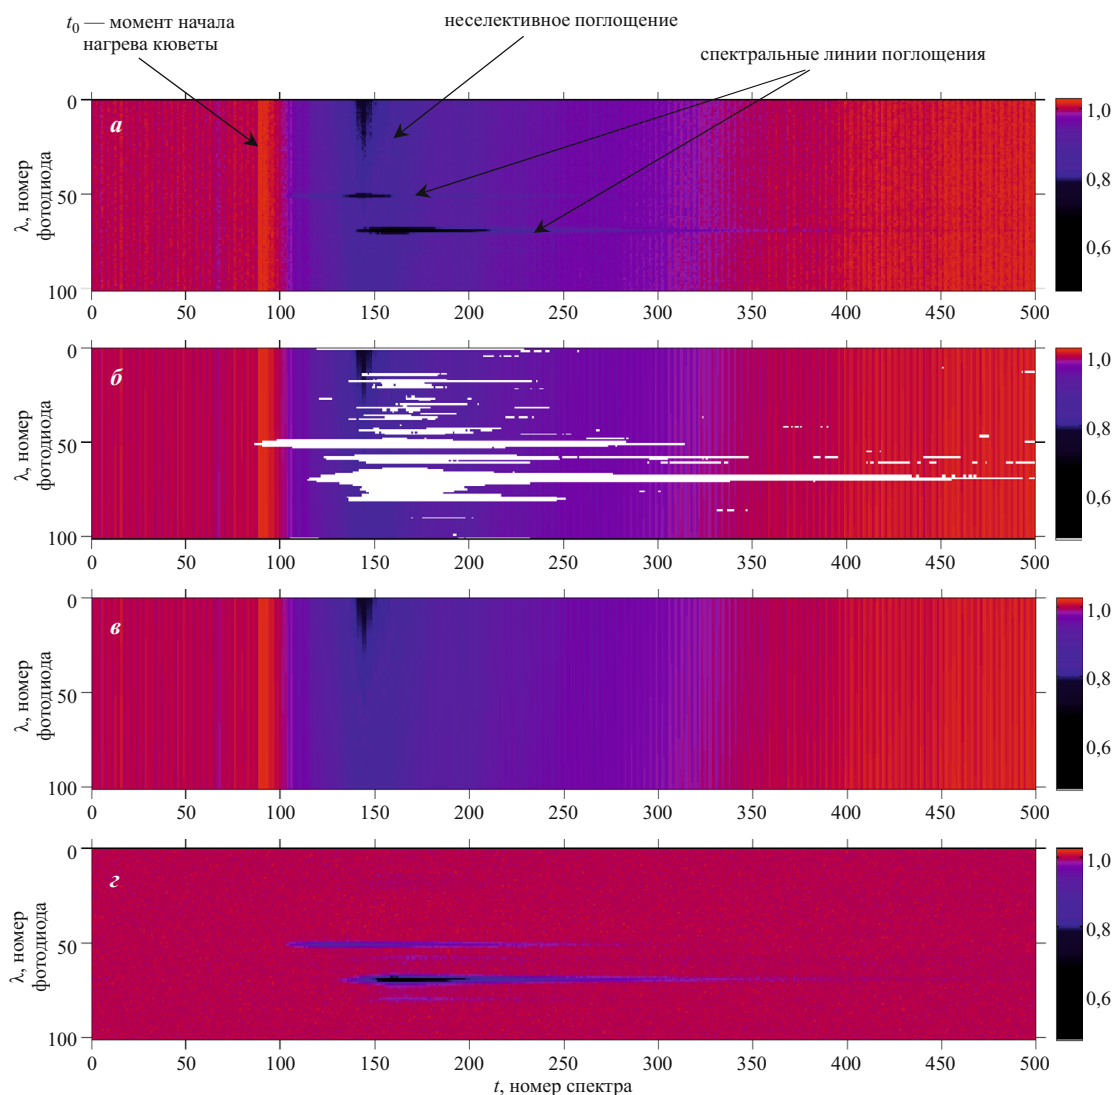 t₀ — момент начала
нагрева кюветы
неселективное поглощение
спектральные линии поглощения
а
λ, номер
фотодиода
0
50
100
0 50 100 150 200 250 300 350 400 450 500
1,0
0,8
0,6
б
λ, номер
фотодиода
0
50
100
0 50 100 150 200 250 300 350 400 450 500
1,0
0,8
0,6
в
λ, номер
фотодиода
0
50
100
0 50 100 150 200 250 300 350 400 450 500
1,0
0,8
0,6
г
λ, номер
фотодиода
0
50
100
0 50 100 150 200 250 300 350 400 450 500
1,0
0,8
0,6
t, номер спектра